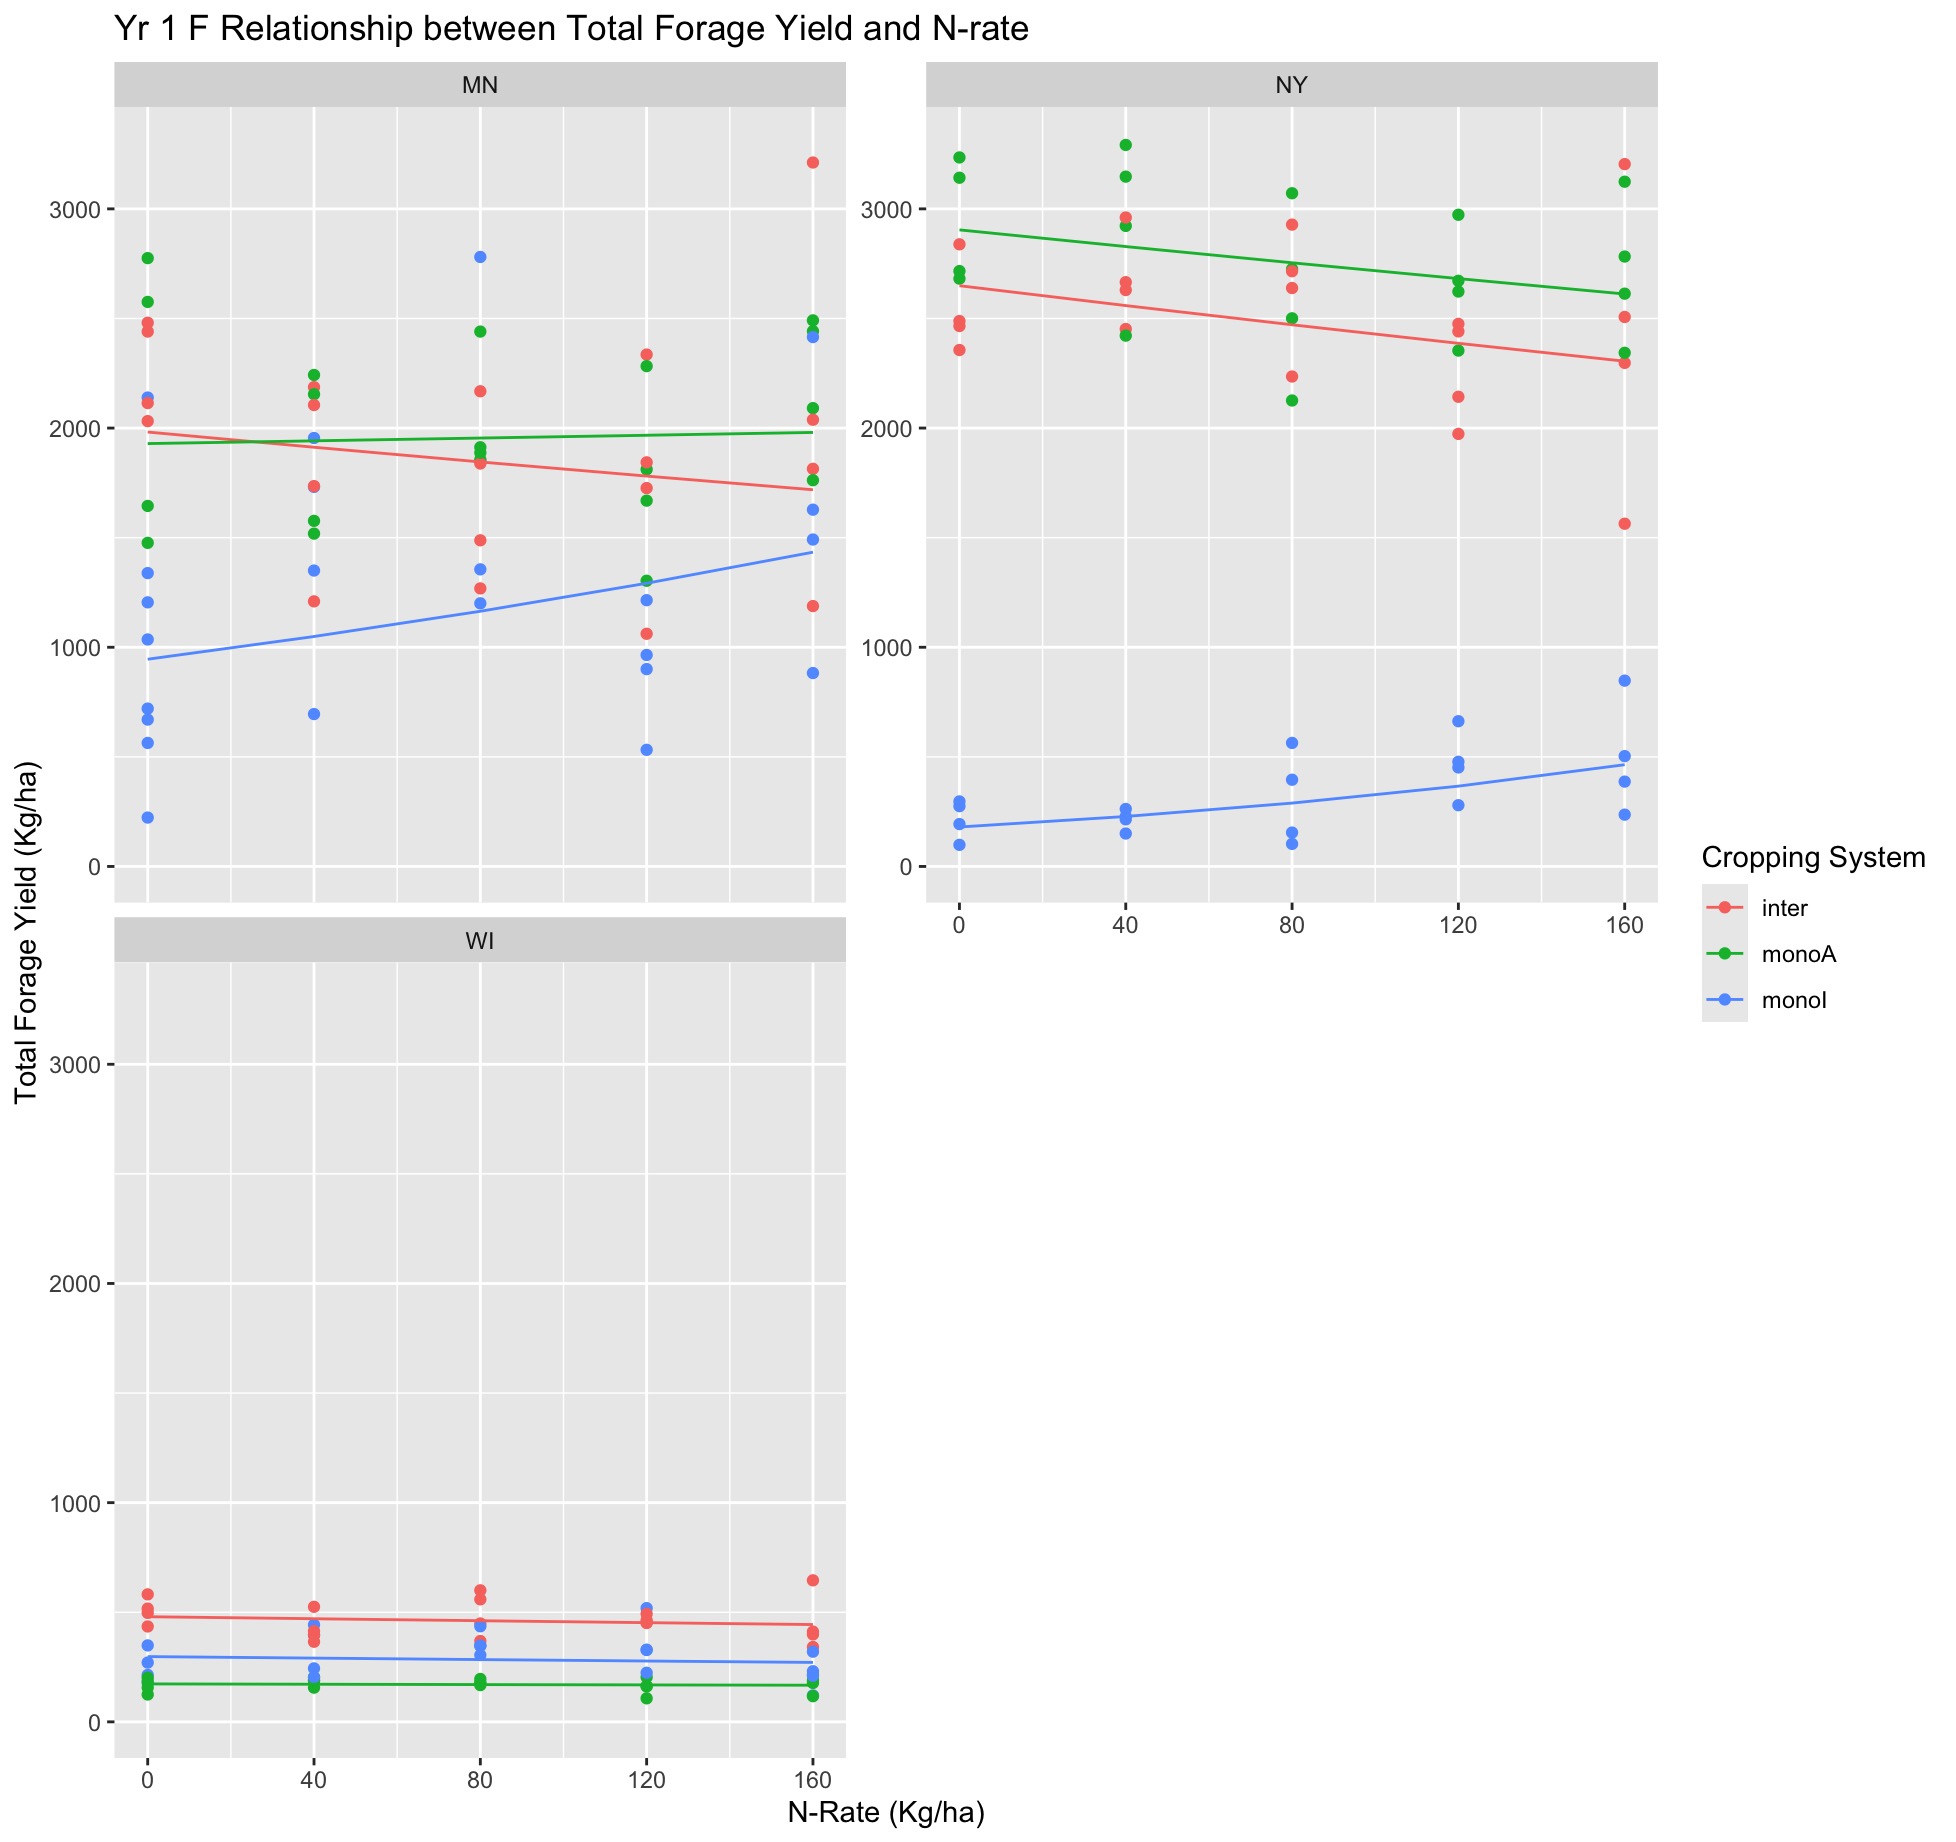 Yr 1 F Relationship between Total Forage Yield and N-rate
MN
NY
3000
2000
1000
0
3000
2000
1000
0
0 40 80 120 160
WI
3000
2000
1000
0
0 40 80 120 160
Total Forage Yield (Kg/ha)
N-Rate (Kg/ha)
Cropping System
inter
monoA
monoI